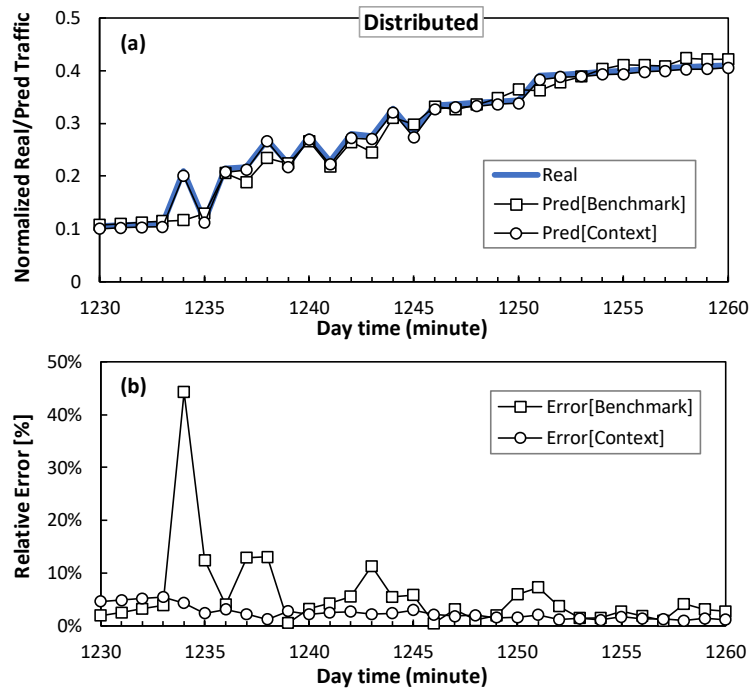 Distributed
(a)
Normalized Real/Pred Traffic
0.5
0.4
0.3
0.2
0.1
0
Real
Pred[Benchmark]
Pred[Context]
1230 1235 1240 1245 1250 1255 1260
Day time (minute)
(b)
Relative Error [%]
50%
40%
30%
20%
10%
0%
Error[Benchmark]
Error[Context]
1230 1235 1240 1245 1250 1255 1260
Day time (minute)